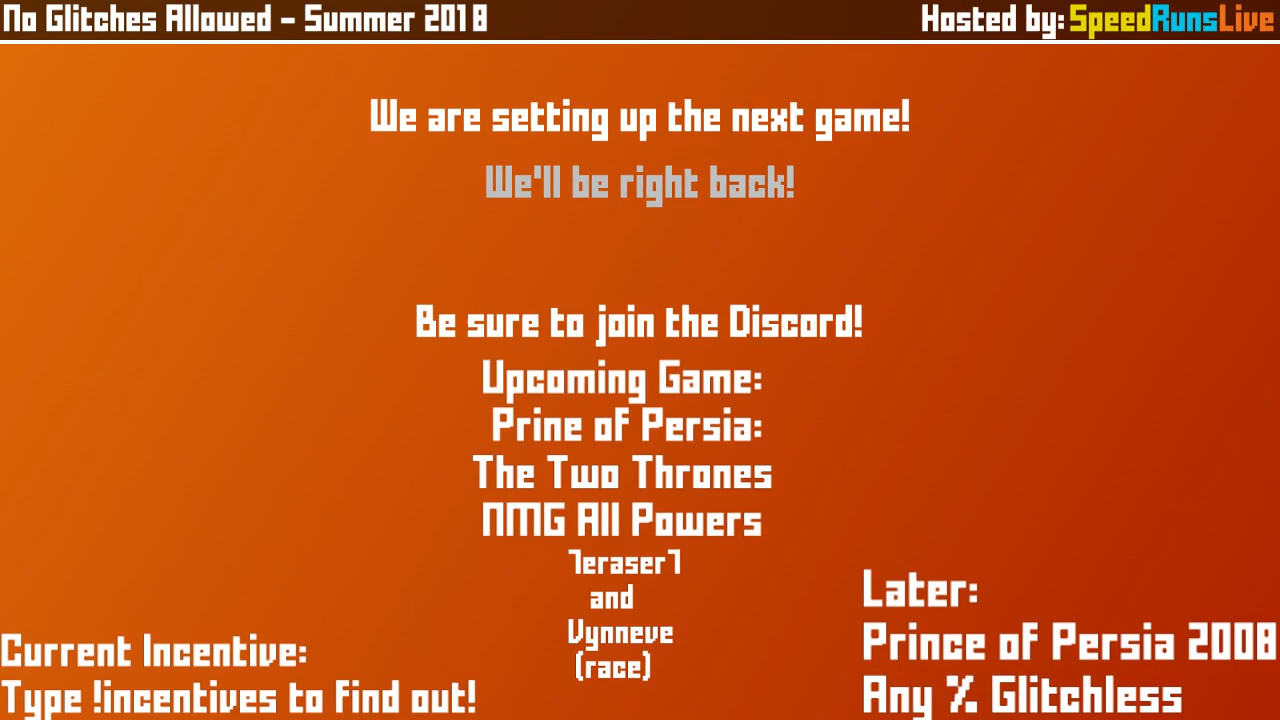 No Glitches Allowed - Summer 2018
Hosted by: SpeedRunsLive
We are setting up the next game!
We'll be right back!
Be sure to join the Discord!
Upcoming Game:
Prine of Persia:
The Two Thrones
NMG All Powers
1eraser1
and
Vynneve
(race)
Current Incentive:
Type !incentives to find out!
Later:
Prince of Persia 2008
Any % Glitchless